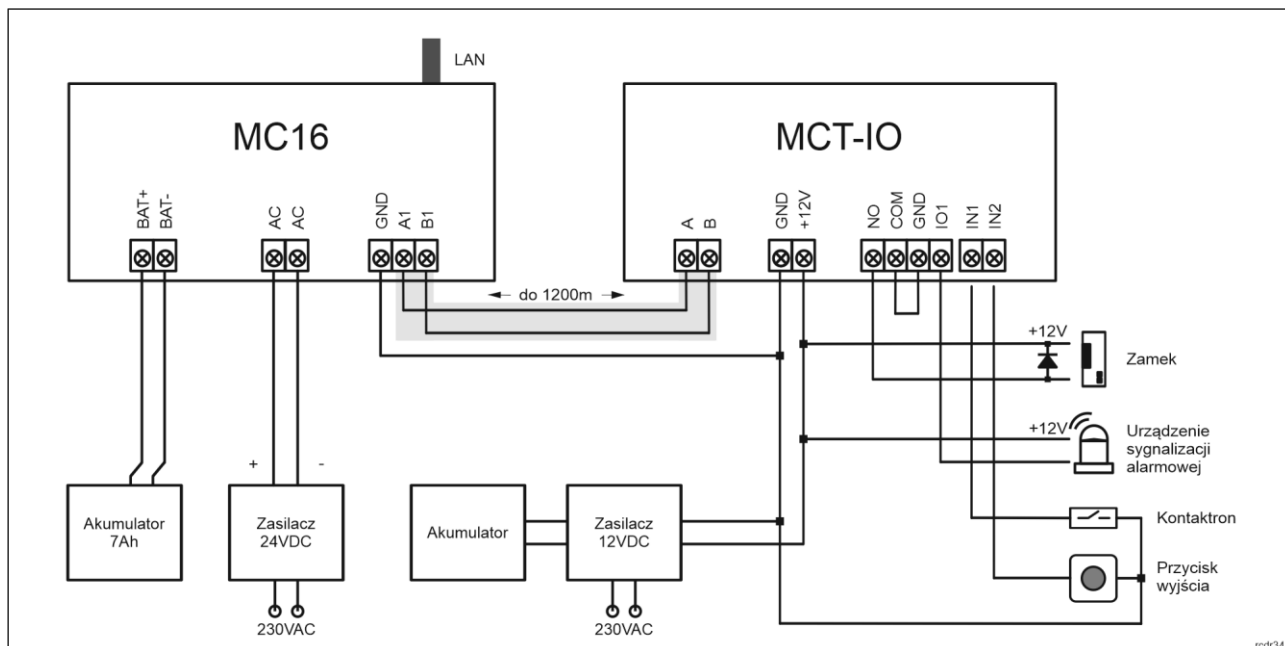 LAN
MC16
MCT-IO
BAT+
BAT-
AC
AC
GND
A1
B1
A
B
GND
+12V
NO
COM
GND
IO1
IN1
IN2
do 1200m
+12V
Zamek
+12V
Urządzenie
sygnalizacji
alarmowej
+
-
Akumulator
7Ah
Zasilacz
24VDC
Akumulator
Zasilacz
12VDC
Kontaktron
Przycisk
wyjścia
230VAC
230VAC
rcdr34